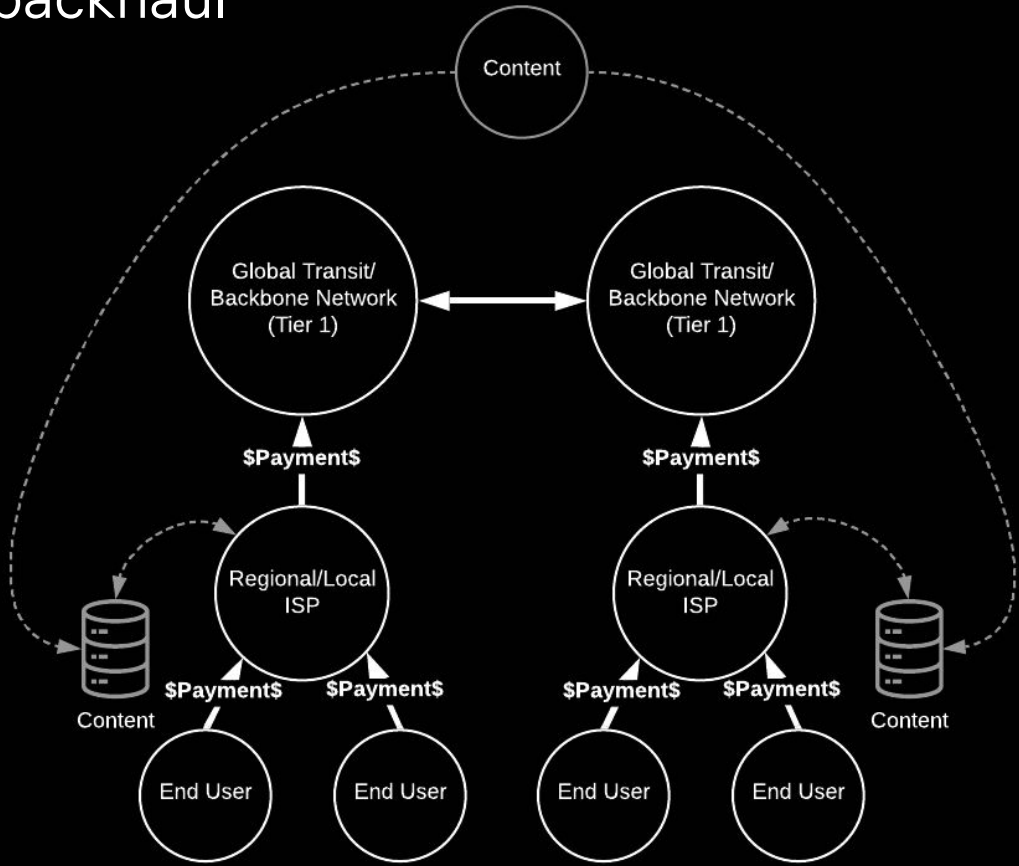 backhaul
Content
Global Transit/
Backbone Network
(Tier 1)
Global Transit/
Backbone Network
(Tier 1)
$Payment$
$Payment$
Regional/Local
ISP
Regional/Local
ISP
$Payment$
$Payment$
$Payment$
$Payment$
Content
Content
End User
End User
End User
End User